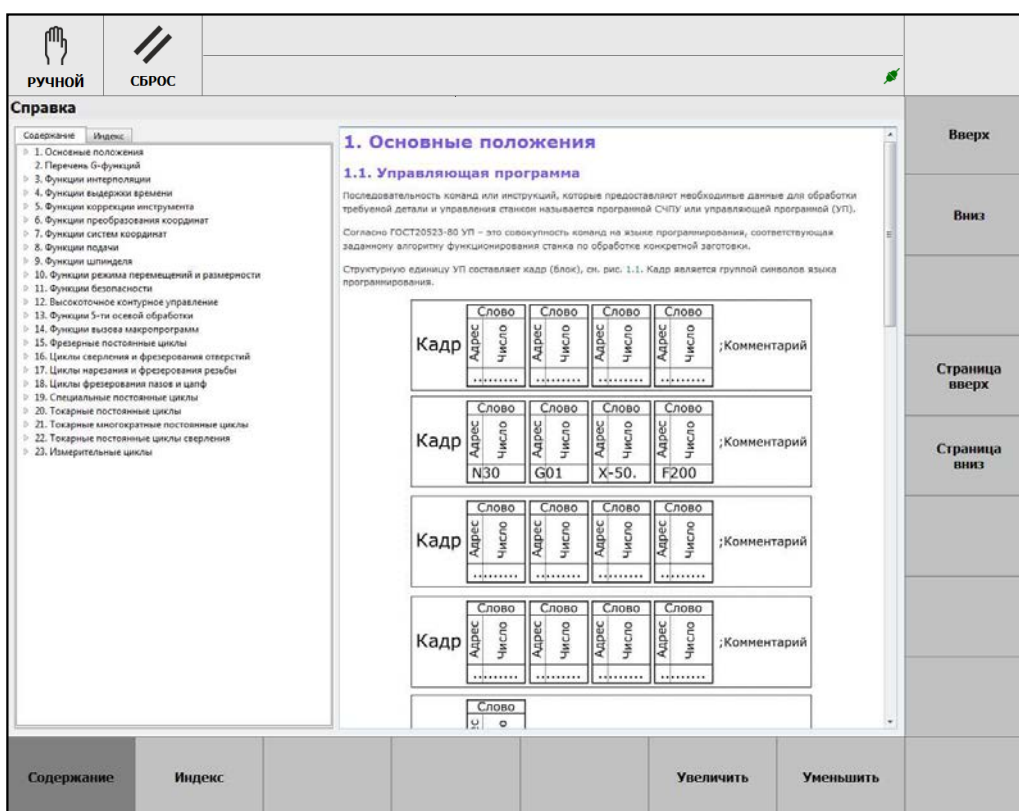 РУЧНОЙ
СБРОС
Справка
Содержание
Индекс
1. Основные положения
2. Перечень G-функций
3. Функции интерполяции
4. Функции выдержки времени
5. Функции коррекции инструмента
6. Функции преобразования координат
7. Функции систем координат
8. Функции подачи
9. Функции шпинделя
10. Функции режима перемещений и размерности
11. Функции безопасности
12. Высокоточное контурное управление
13. Функции 5-ти осевой обработки
14. Функции вызова макропрограмм
15. Фрезерные постоянные циклы
16. Циклы сверления и фрезерования отверстий
17. Циклы нарезания и фрезерования резьбы
18. Циклы фрезерования пазов и цапф
19. Специальные постоянные циклы
20. Токарные постоянные циклы
21. Токарные многократные постоянные циклы
22. Токарные постоянные циклы сверления
23. Измерительные циклы
1. Основные положения
1.1. Управляющая программа
Последовательность команд или инструкций, которые предоставляют необходимые данные для обработки
требуемой детали и управления станком называется программой СЧПУ или управляющей программой (УП).
Согласно ГОСТ20523-80 УП – это совокупность команд на языке программирования, соответствующая
заданному алгоритму функционирования станка по обработке конкретной заготовки.
Структурную единицу УП составляет кадр (блок), см. рис. 1.1. Кадр является группой символов языка
программирования.
Слово Слово Слово Слово
Кадр Адрес Число Адрес Число Адрес Число Адрес Число ;Комментарий
......... ......... ......... .........
Слово Слово Слово Слово
Кадр Адрес Число Адрес Число Адрес Число Адрес Число ;Комментарий
N30 G01 X-50. F200
Слово Слово Слово Слово
Кадр Адрес Число Адрес Число Адрес Число Адрес Число ;Комментарий
......... ......... ......... .........
Слово Слово Слово Слово
Кадр Адрес Число Адрес Число Адрес Число Адрес Число ;Комментарий
......... ......... ......... .........
Слово
Вверх
Вниз
Страница
вверх
Страница
вниз
Содержание
Индекс
Увеличить
Уменьшить